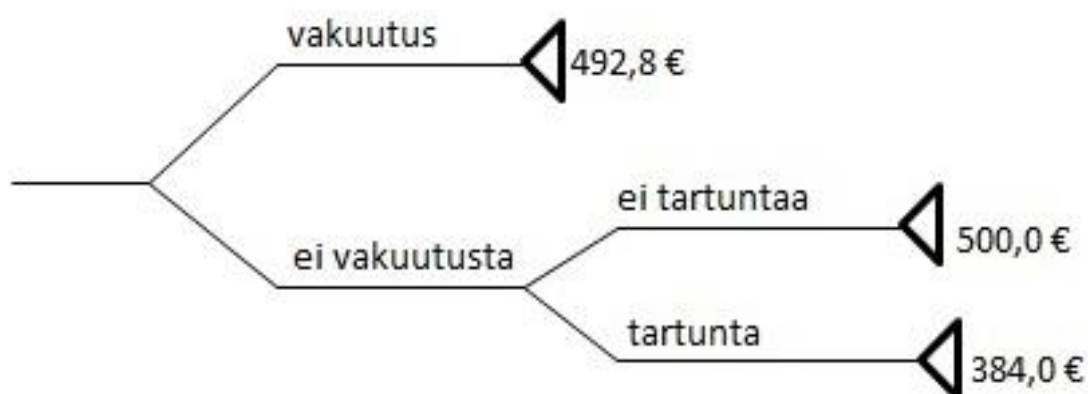 vakuutus
492,8 €
ei tartuntaa
500,0 €
ei vakuutusta
tartunta
384,0 €